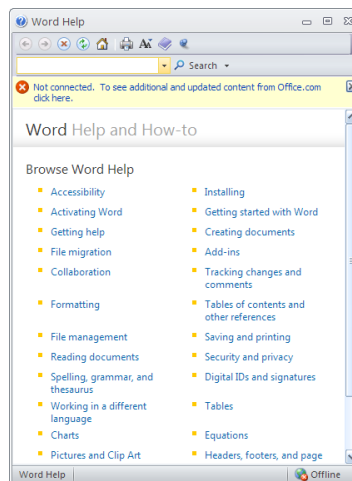 Word Help
Search
Not connected. To see additional and updated content from Office.com
click here.
Word Help and How-to
Browse Word Help
Accessibility
Installing
Activating Word
Getting started with Word
Getting help
Creating documents
File migration
Add-ins
Collaboration
Tracking changes and
comments
Formatting
Tables of contents and
other references
File management
Saving and printing
Reading documents
Security and privacy
Spelling, grammar, and
thesaurus
Digital IDs and signatures
Working in a different
language
Tables
Charts
Equations
Pictures and Clip Art
Headers, footers, and page
Word Help
Offline